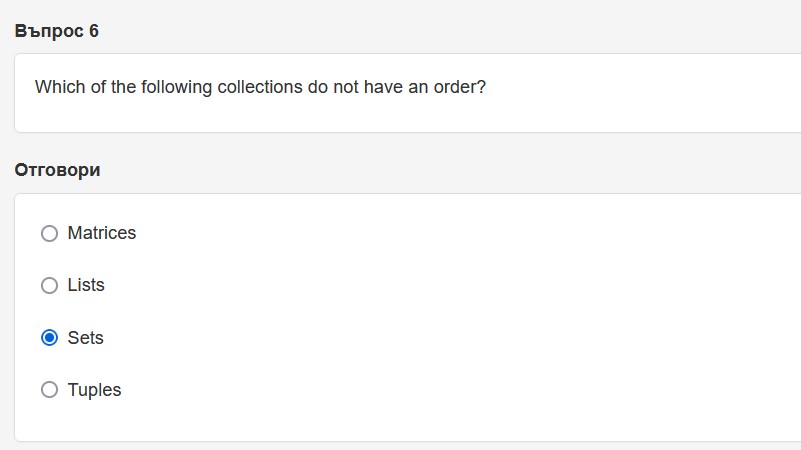 Въпрос 6
Which of the following collections do not have an order?
Отговори
Matrices
Lists
Sets
Tuples